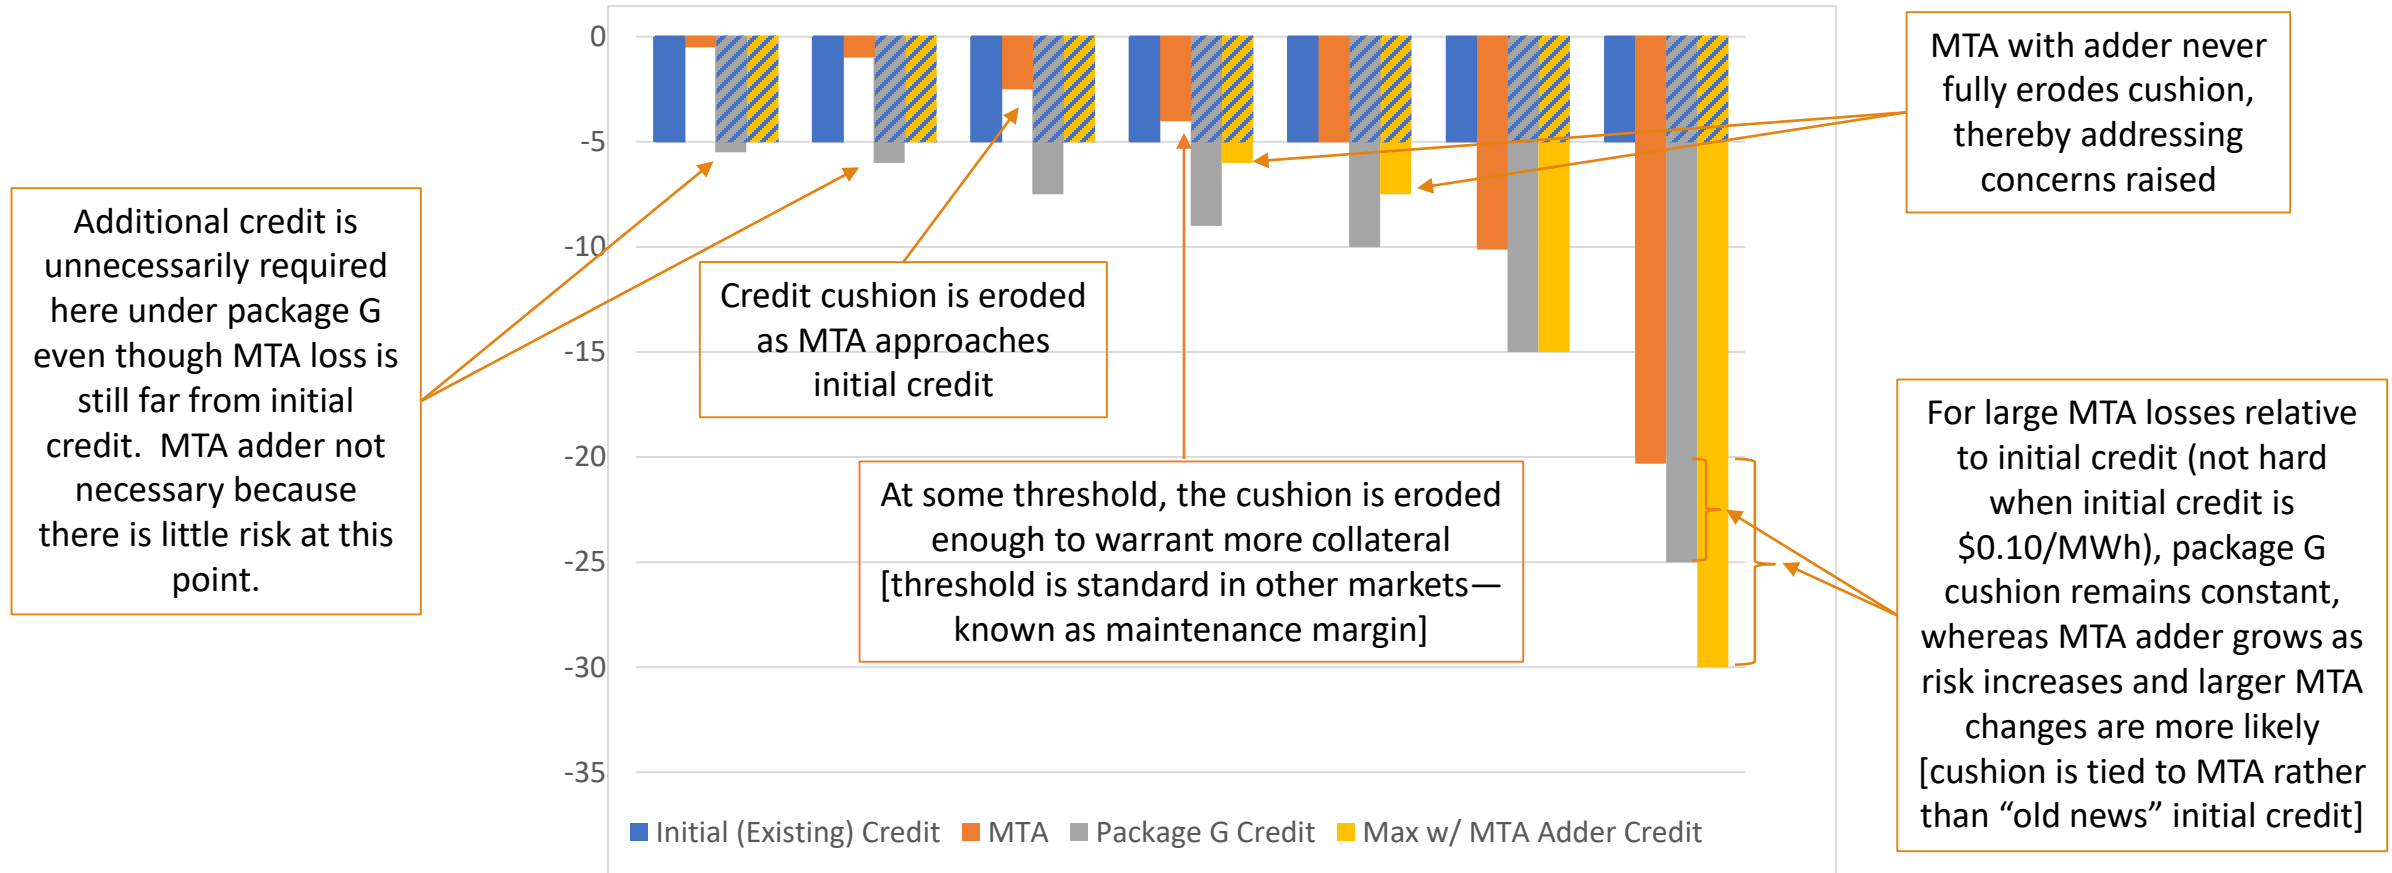 0
-5
-10
-15
-20
-25
-30
-35
Additional credit is
unnecessarily required
here under package G
even though MTA loss is
still far from initial
credit.  MTA adder not
necessary because
there is little risk at this
point.
Credit cushion is eroded
as MTA approaches
initial credit
At some threshold, the cushion is eroded
enough to warrant more collateral
[threshold is standard in other markets—
known as maintenance margin]
MTA with adder never
fully erodes cushion,
thereby addressing
concerns raised
For large MTA losses relative
to initial credit (not hard
when initial credit is
$0.10/MWh), package G
cushion remains constant,
whereas MTA adder grows as
risk increases and larger MTA
changes are more likely
[cushion is tied to MTA rather
than “old news” initial credit]
Initial (Existing) Credit MTA Package G Credit Max w/ MTA Adder Credit